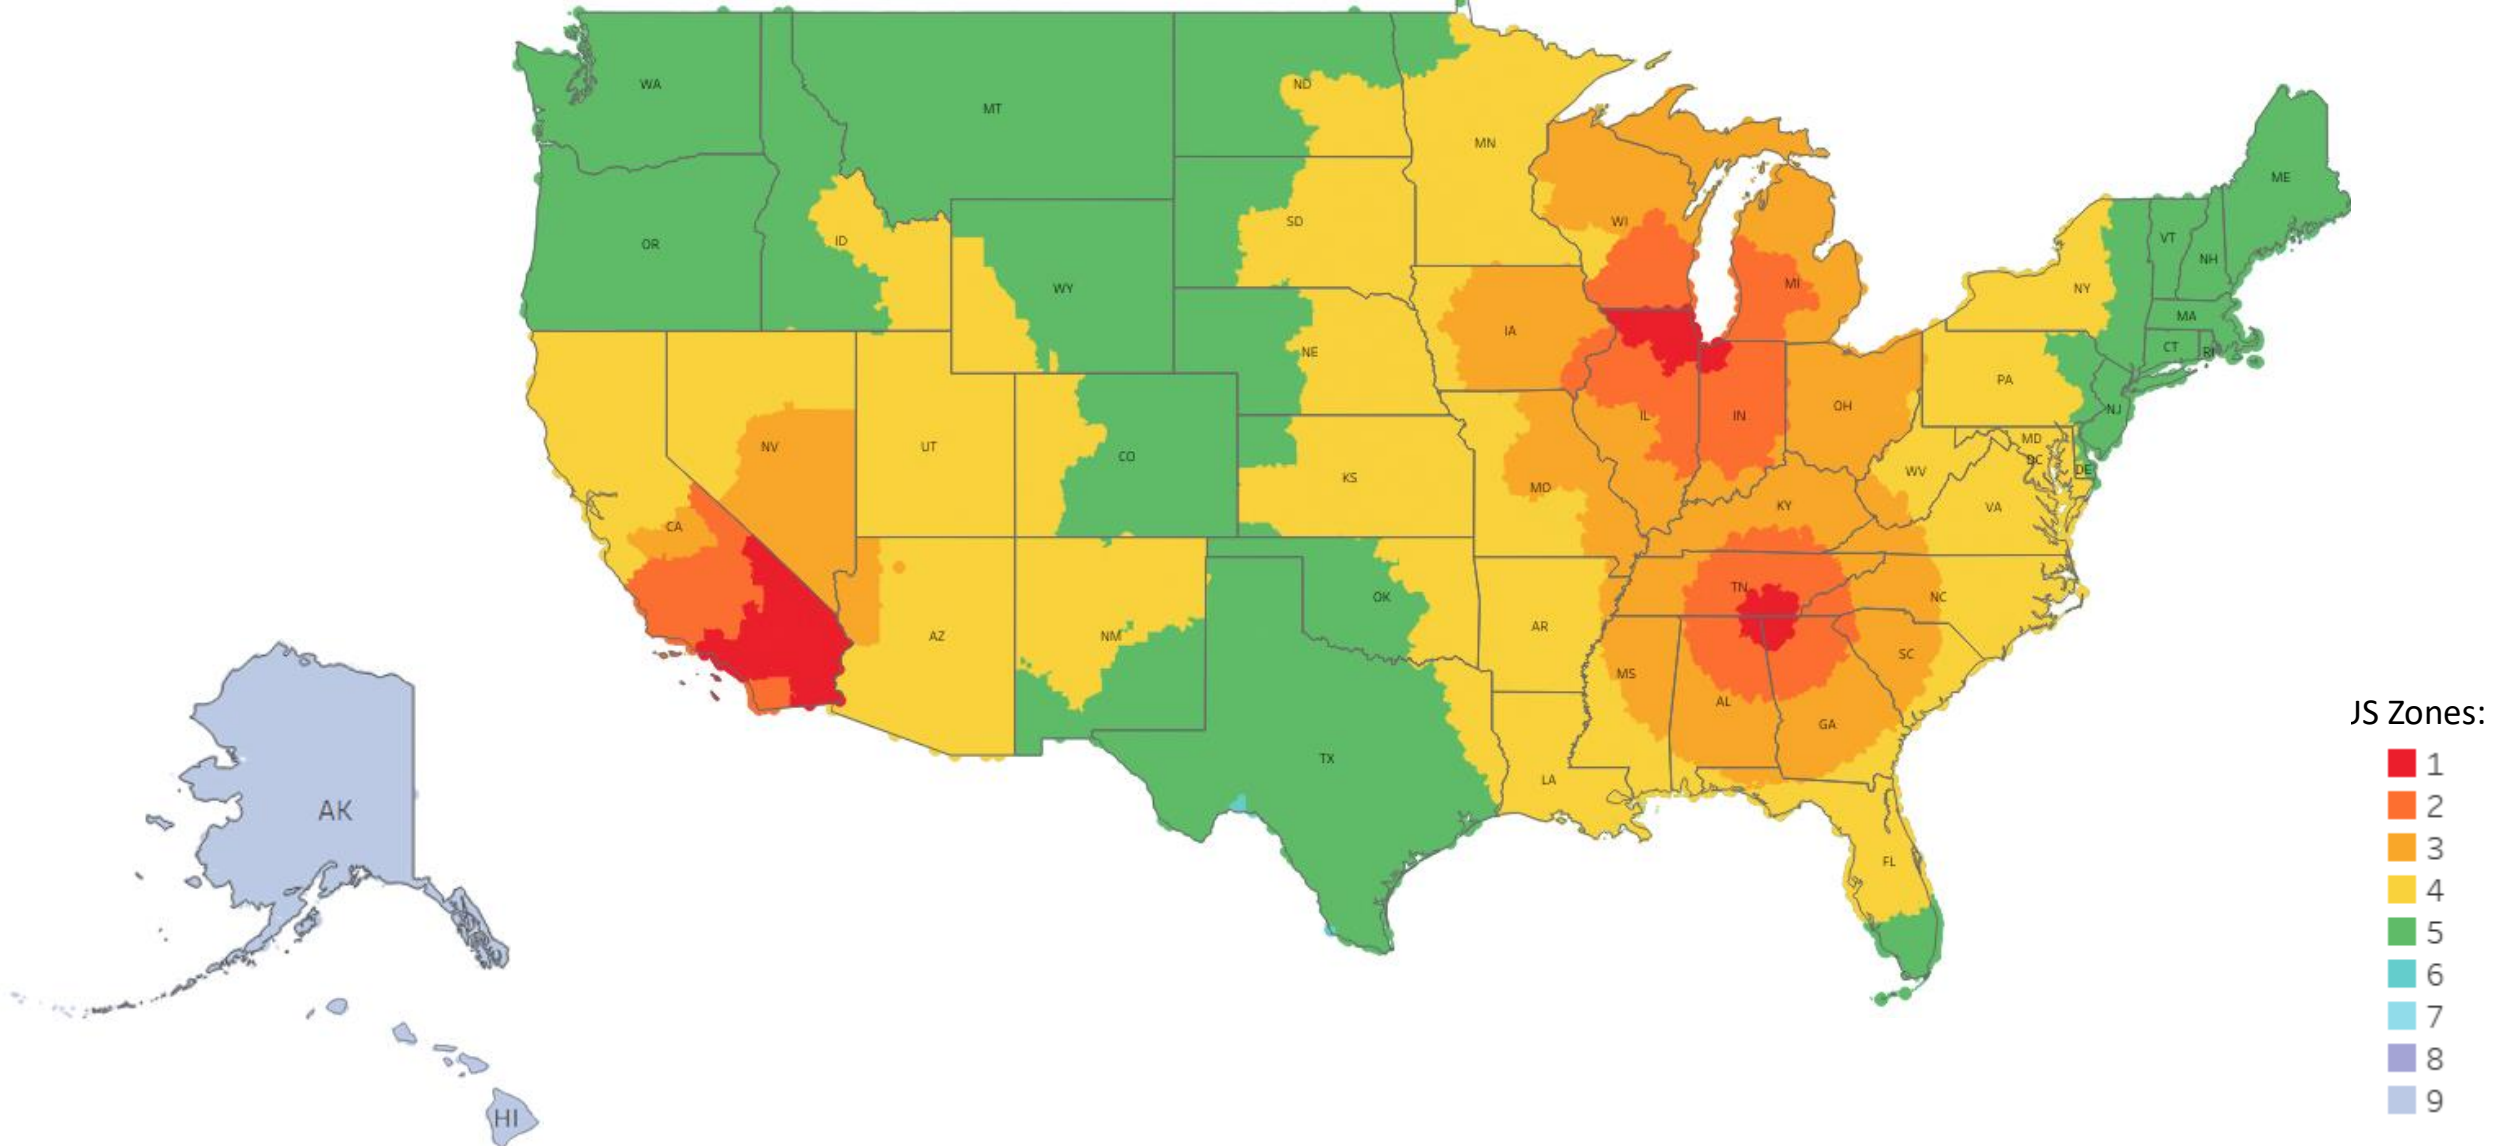 WA
MT
ND
MN
ME
OR
ID
SD
WI
VT
NH
WY
MI
NY
MA
IA
CT
RI
NE
PA
NV
UT
CO
KS
IL
IN
OH
NJ
MD
DC
DE
WV
CA
MO
KY
VA
AZ
NM
OK
AR
TN
NC
MS
AL
SC
GA
TX
LA
FL
AK
HI
JS Zones:
1
2
3
4
5
6
7
8
9